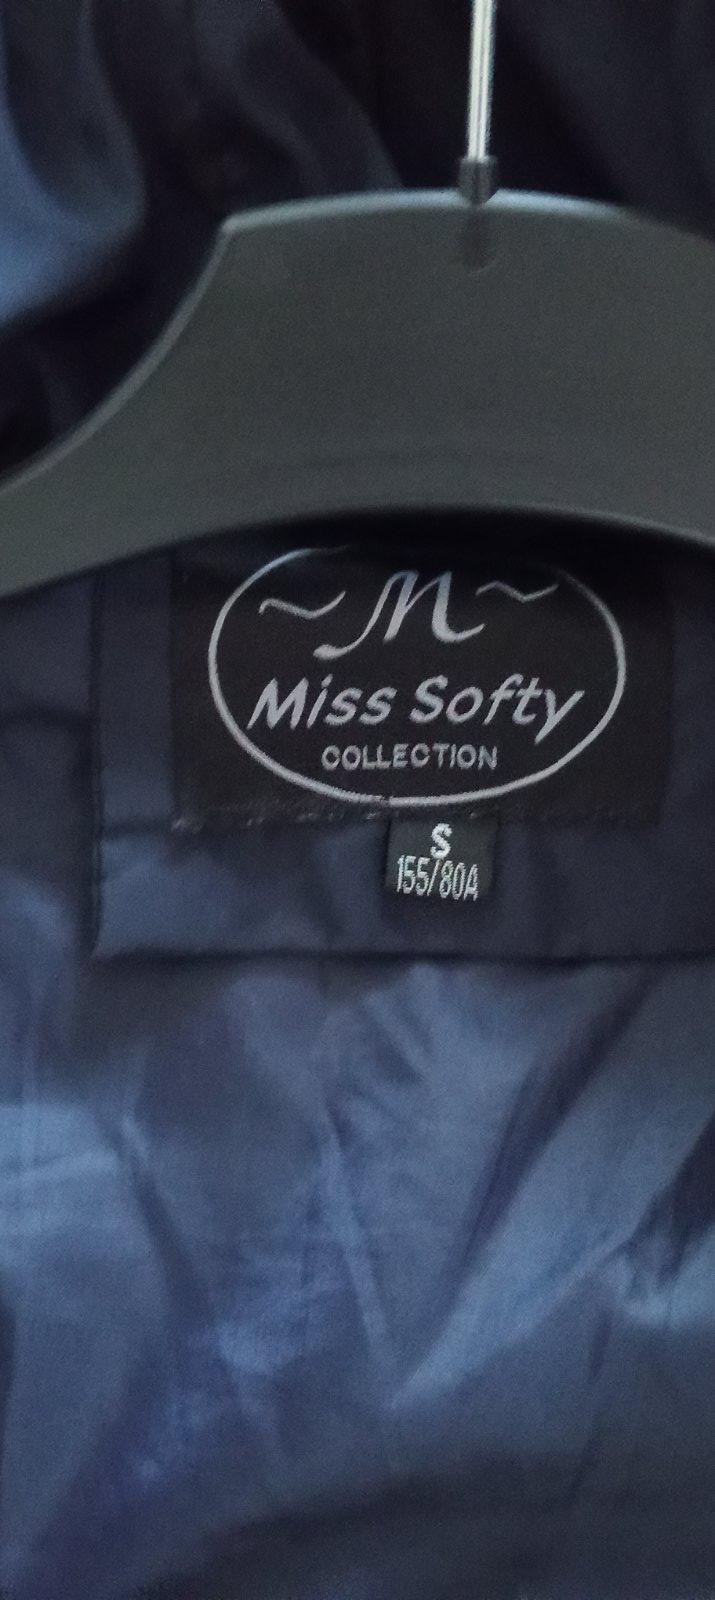 ~M~
Miss Softy
COLLECTION
S
155/80A